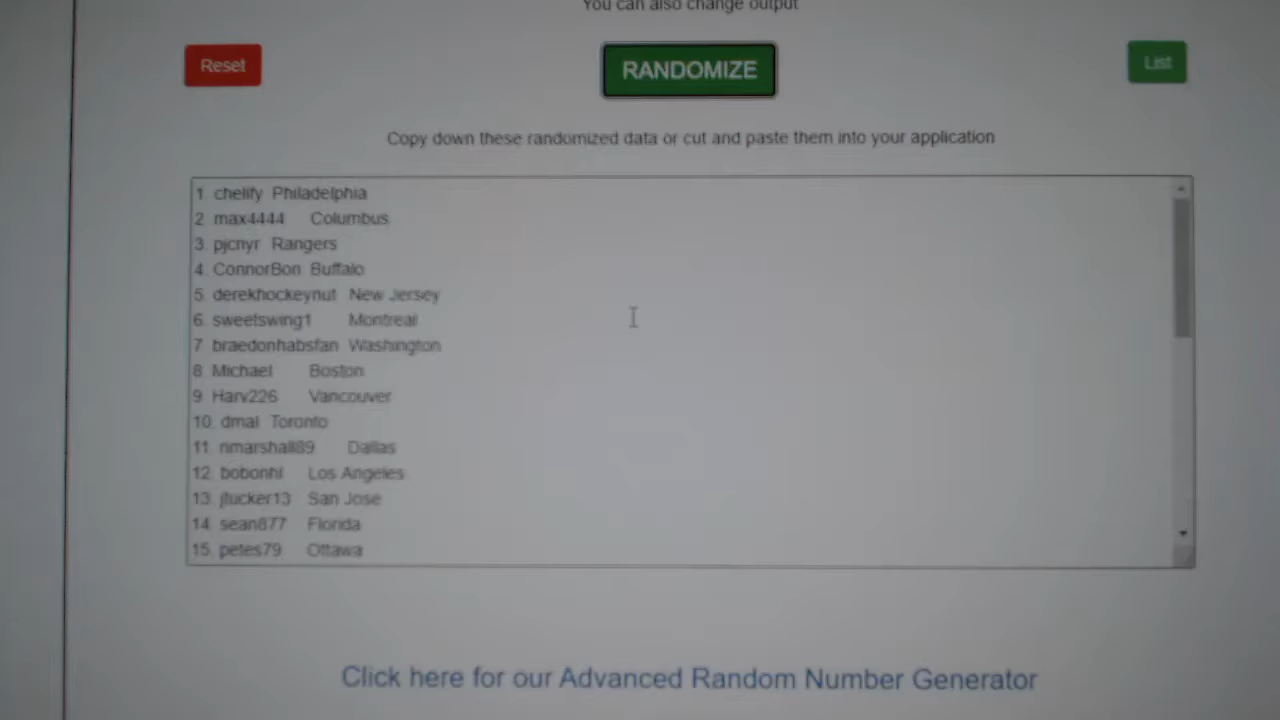 You can also change output
Reset
RANDOMIZE
List
Copy down these randomized data or cut and paste them into your application
1. chelify Philadelphia
2. max4444 Columbus
3. pjcnyr Rangers
4. ConnorBon Buffalo
5. derekhockeynut New Jersey
6. sweetswing1 Montreal
7. braedonhabsfan Washington
8. Michael Boston
9. Harv226 Vancouver
10. dmal Toronto
11. nmarshall89 Dallas
12. bobonhl Los Angeles
13. jtucker13 San Jose
14. sean877 Florida
15. petes79 Ottawa
Click here for our Advanced Random Number Generator